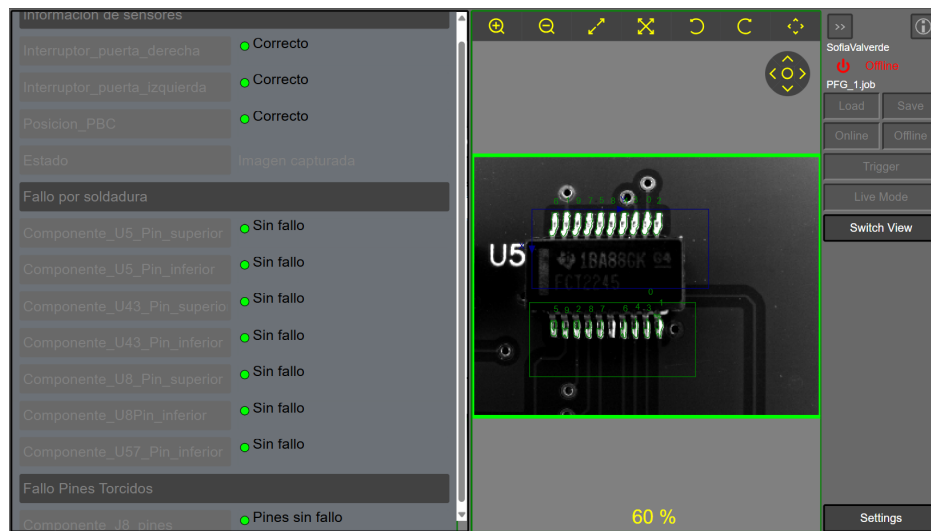 Información de sensores
Interruptor_puerta_derecha
Correcto
Interruptor_puerta_izquierda
Correcto
Posicion_PBC
Correcto
Estado
Imagen capturada
Fallo por soldadura
Componente_U5_Pin_superior
Sin fallo
Componente_U5_Pin_inferior
Sin fallo
Componente_U43_Pin_superio
Sin fallo
Componente_U43_Pin_inferior
Sin fallo
Componente_U8_Pin_superior
Sin fallo
Componente_U8Pin_inferior
Sin fallo
Componente_U57_Pin_inferior
Sin fallo
Fallo Pines Torcidos
Componente_J8_pines
Pines sin fallo
U5
1BA88GK G4
FCT2245
60 %
>>
SofiaValverde
Offline
PFG_1.job
Load
Save
Online
Offline
Trigger
Live Mode
Switch View
Settings